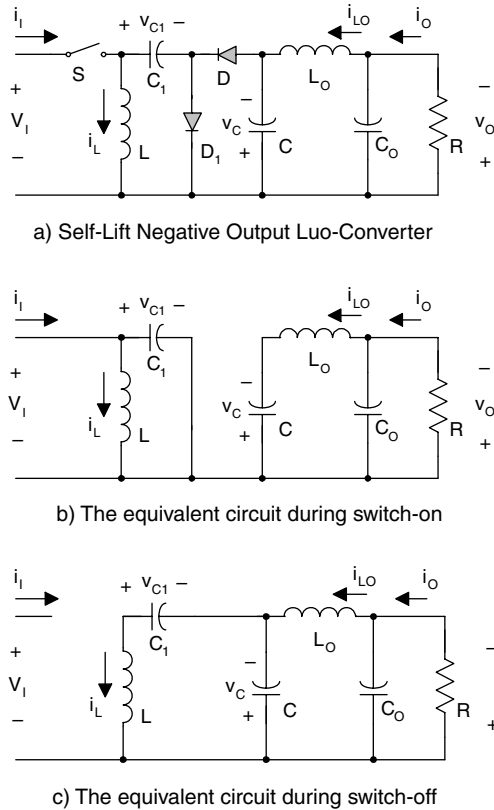 i_I + v_C1 − i_LO i_O
S C_1 D L_O
+ V_I − i_L L D_1 − v_C + C C_O R − v_O +
a) Self-Lift Negative Output Luo-Converter
i_I + v_C1 − i_LO i_O
C_1 L_O
+ V_I − i_L L − v_C + C C_O R − v_O +
b) The equivalent circuit during switch-on
i_I + v_C1 − i_LO i_O
C_1 L_O
+ V_I − i_L L − v_C + C C_O R − +
c) The equivalent circuit during switch-off